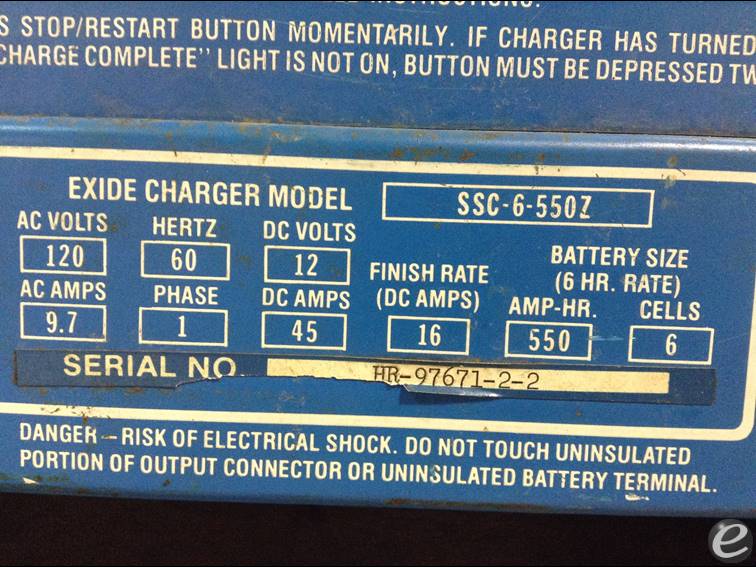 INSTRUCTIONS.
S STOP/RESTART BUTTON MOMENTARILY. IF CHARGER HAS TURNED
CHARGE COMPLETE" LIGHT IS NOT ON, BUTTON MUST BE DEPRESSED TW
EXIDE CHARGER MODEL SSC-6-550Z
AC VOLTS HERTZ DC VOLTS BATTERY SIZE
120 60 12 FINISH RATE (6 HR. RATE)
AC AMPS PHASE DC AMPS (DC AMPS) AMP-HR. CELLS
9.7 1 45 16 550 6
SERIAL NO HR-97671-2-2
DANGER - RISK OF ELECTRICAL SHOCK. DO NOT TOUCH UNINSULATED
PORTION OF OUTPUT CONNECTOR OR UNINSULATED BATTERY TERMINAL.
e